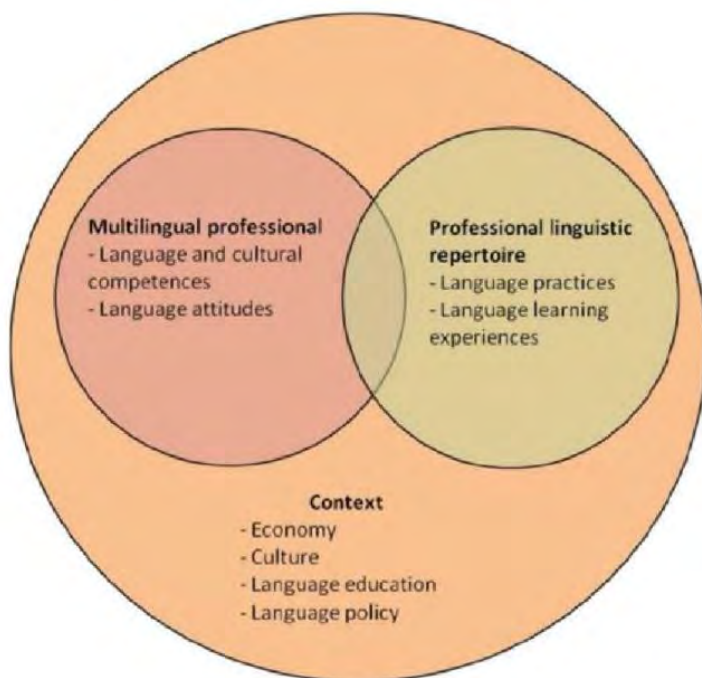 Multilingual professional
- Language and cultural
competences
- Language attitudes
Professional linguistic
repertoire
- Language practices
- Language learning
experiences
Context
- Economy
- Culture
- Language education
- Language policy